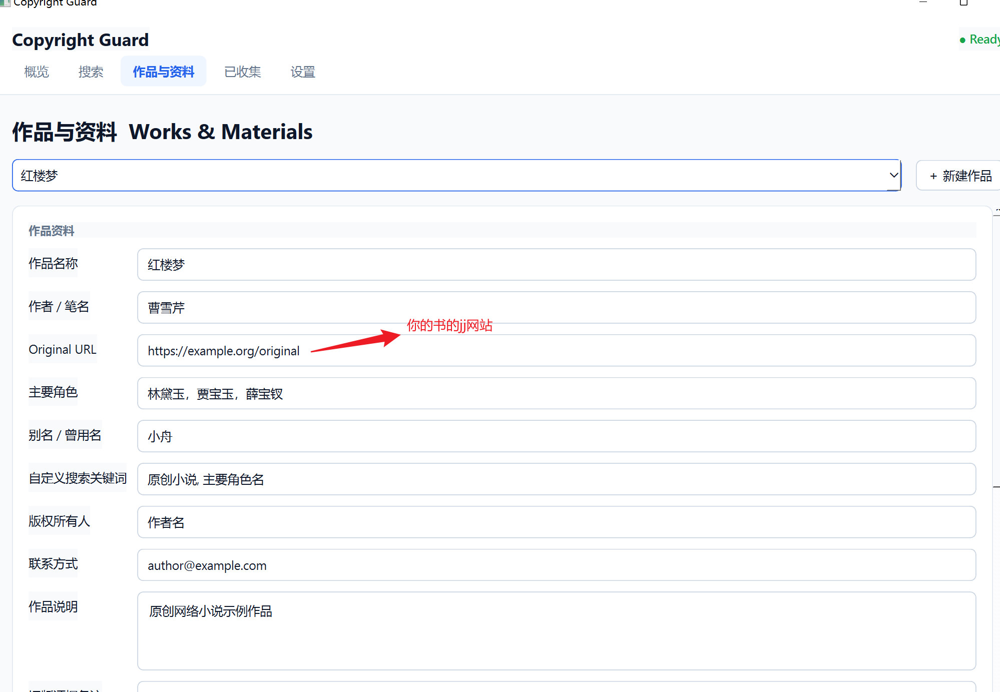 Copyright Guard
Copyright Guard
● Ready
概览 搜索 作品与资料 已收集 设置
作品与资料 Works & Materials
红楼梦
+ 新建作品
作品资料
作品名称 红楼梦
作者 / 笔名 曹雪芹
你的书的jj网站
Original URL https://example.org/original
主要角色 林黛玉，贾宝玉，薛宝钗
别名 / 曾用名 小舟
自定义搜索关键词 原创小说, 主要角色名
版权所有人 作者名
联系方式 author@example.com
作品说明 原创网络小说示例作品